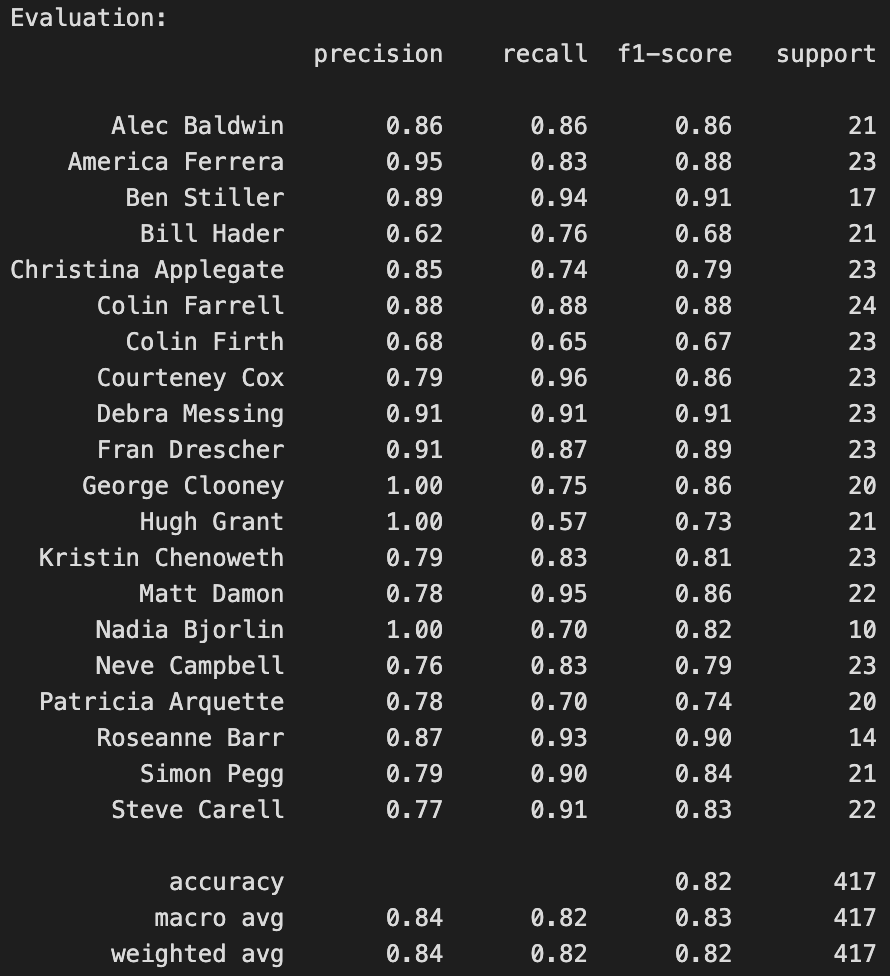 Evaluation:
precision recall f1-score support
Alec Baldwin 0.86 0.86 0.86 21
America Ferrera 0.95 0.83 0.88 23
Ben Stiller 0.89 0.94 0.91 17
Bill Hader 0.62 0.76 0.68 21
Christina Applegate 0.85 0.74 0.79 23
Colin Farrell 0.88 0.88 0.88 24
Colin Firth 0.68 0.65 0.67 23
Courteney Cox 0.79 0.96 0.86 23
Debra Messing 0.91 0.91 0.91 23
Fran Drescher 0.91 0.87 0.89 23
George Clooney 1.00 0.75 0.86 20
Hugh Grant 1.00 0.57 0.73 21
Kristin Chenoweth 0.79 0.83 0.81 23
Matt Damon 0.78 0.95 0.86 22
Nadia Bjorlin 1.00 0.70 0.82 10
Neve Campbell 0.76 0.83 0.79 23
Patricia Arquette 0.78 0.70 0.74 20
Roseanne Barr 0.87 0.93 0.90 14
Simon Pegg 0.79 0.90 0.84 21
Steve Carell 0.77 0.91 0.83 22
accuracy 0.82 417
macro avg 0.84 0.82 0.83 417
weighted avg 0.84 0.82 0.82 417